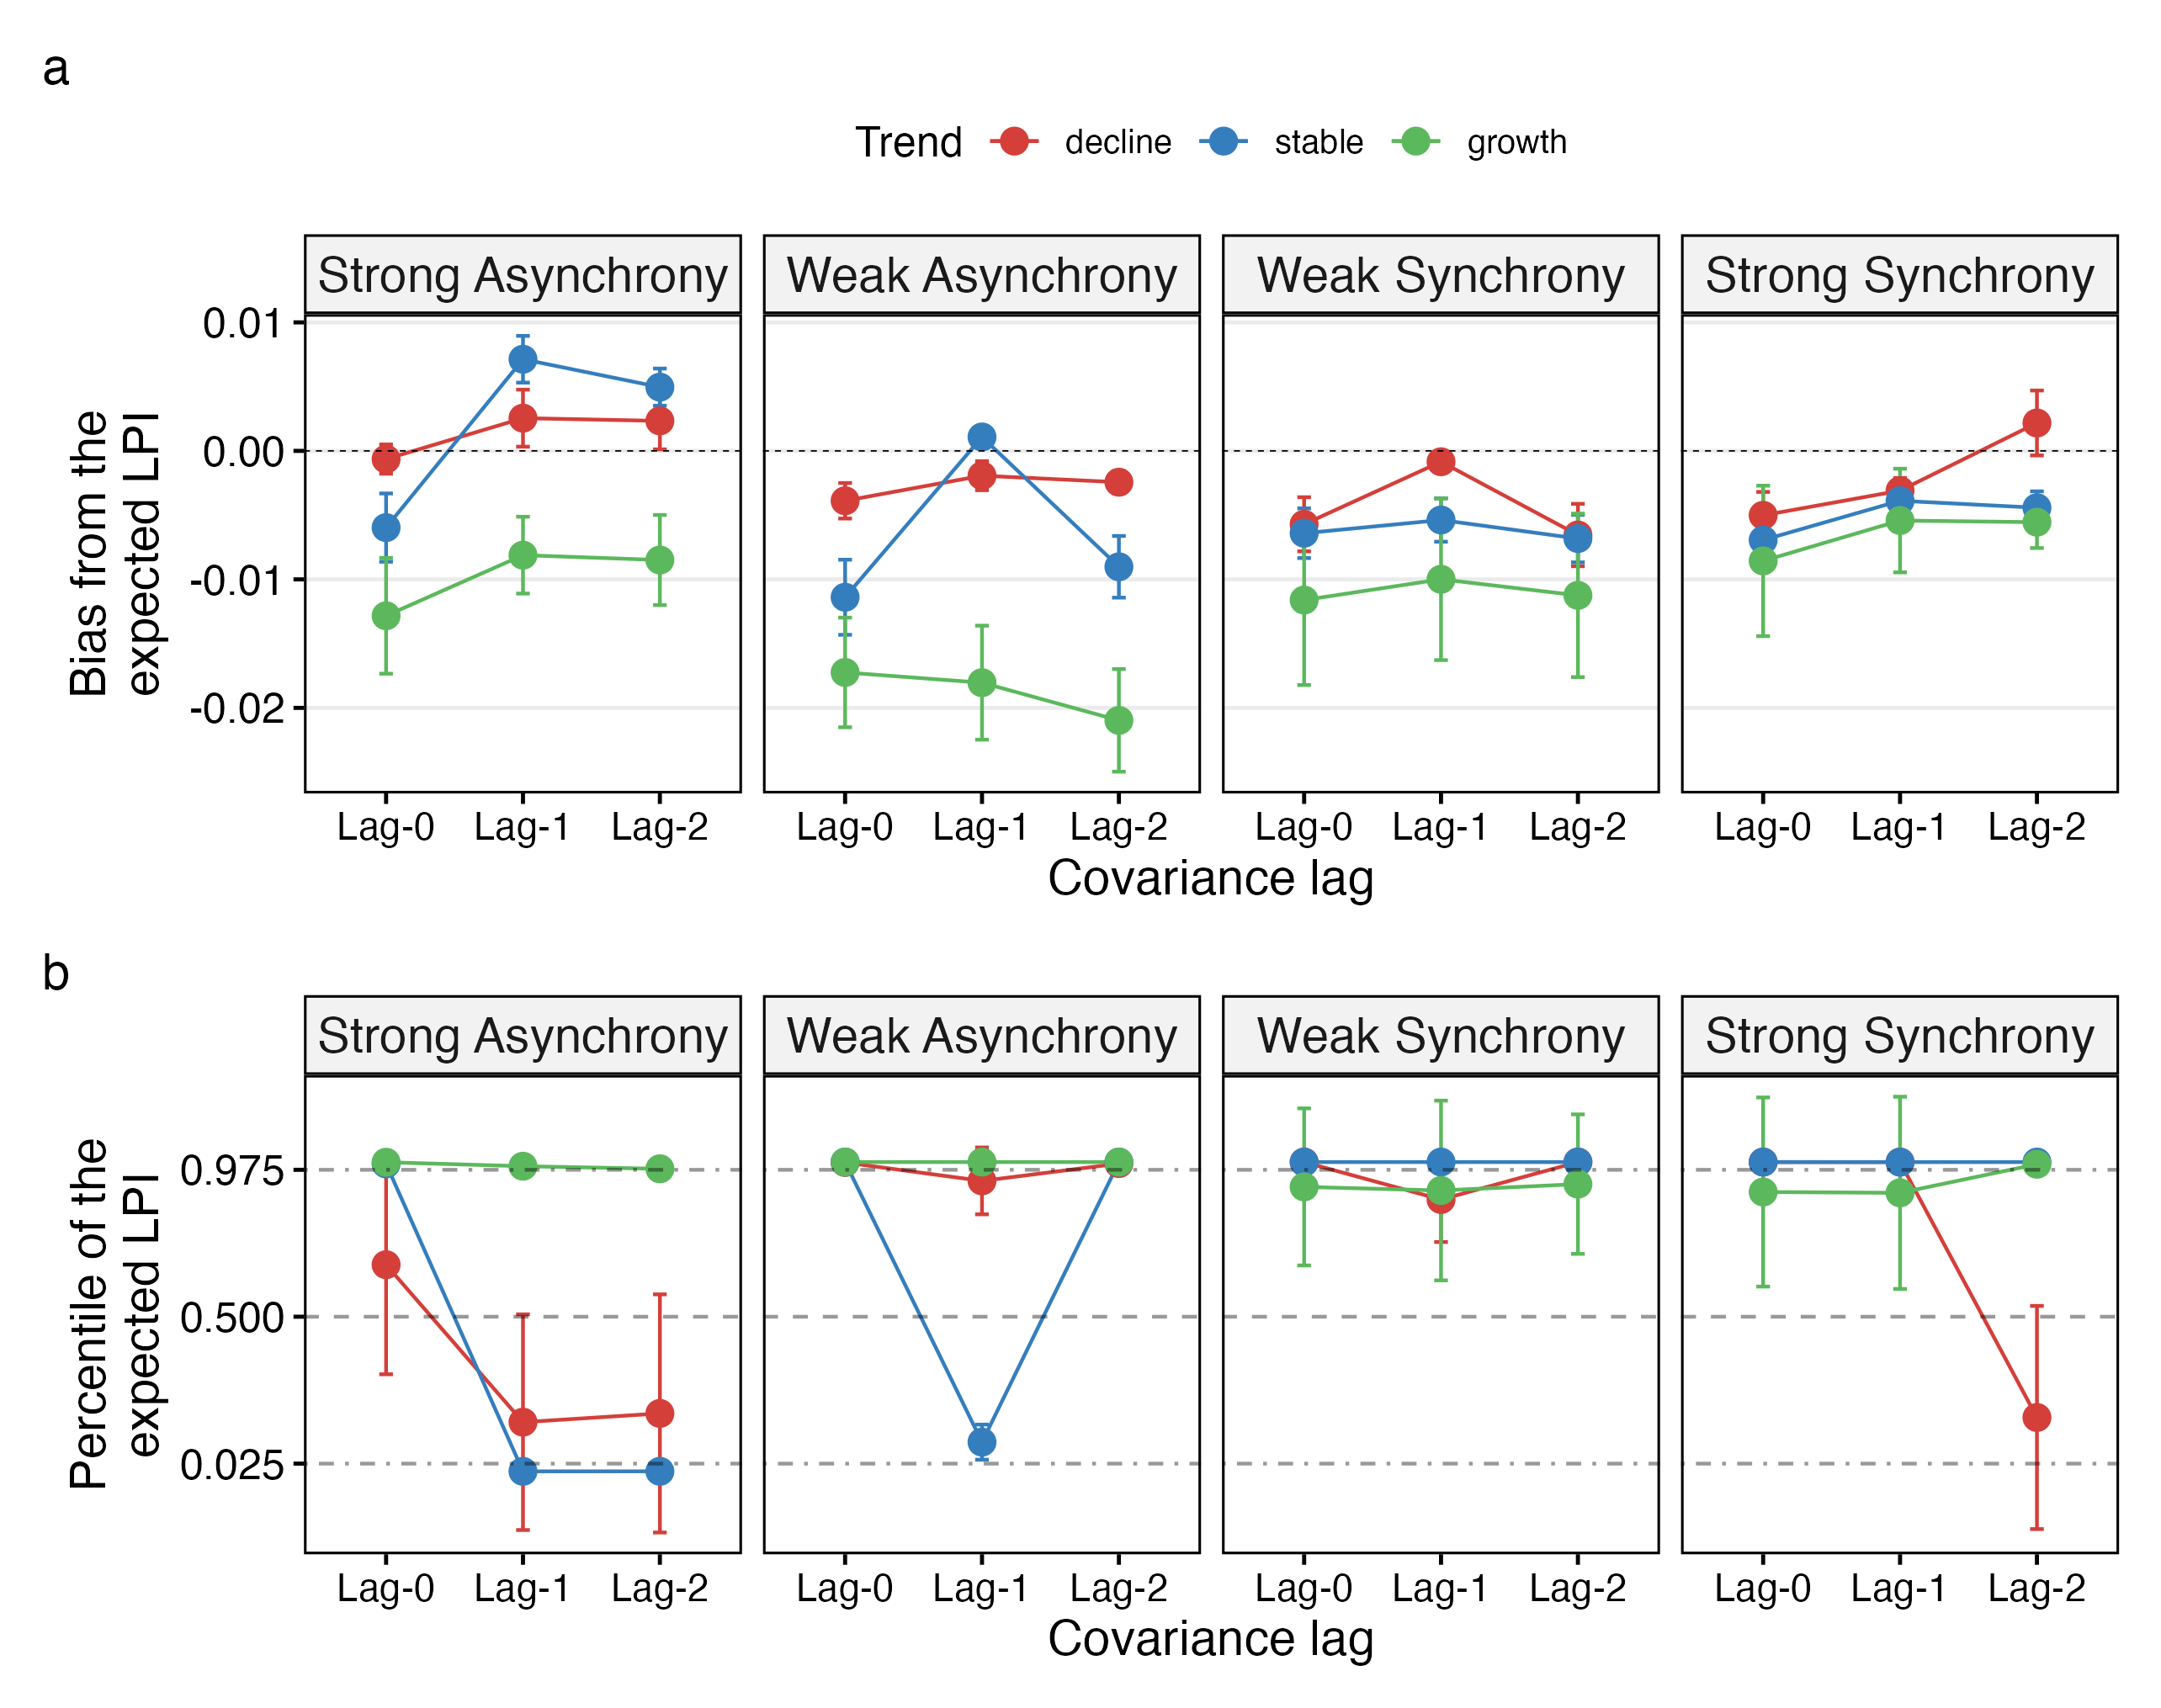 a
Trend decline stable growth
Strong Asynchrony Weak Asynchrony Weak Synchrony Strong Synchrony
Bias from the
expected LPI
0.01
0.00
-0.01
-0.02
Lag-0 Lag-1 Lag-2 Lag-0 Lag-1 Lag-2 Lag-0 Lag-1 Lag-2 Lag-0 Lag-1 Lag-2
Covariance lag
b
Strong Asynchrony Weak Asynchrony Weak Synchrony Strong Synchrony
Percentile of the
expected LPI
0.975
0.500
0.025
Lag-0 Lag-1 Lag-2 Lag-0 Lag-1 Lag-2 Lag-0 Lag-1 Lag-2 Lag-0 Lag-1 Lag-2
Covariance lag